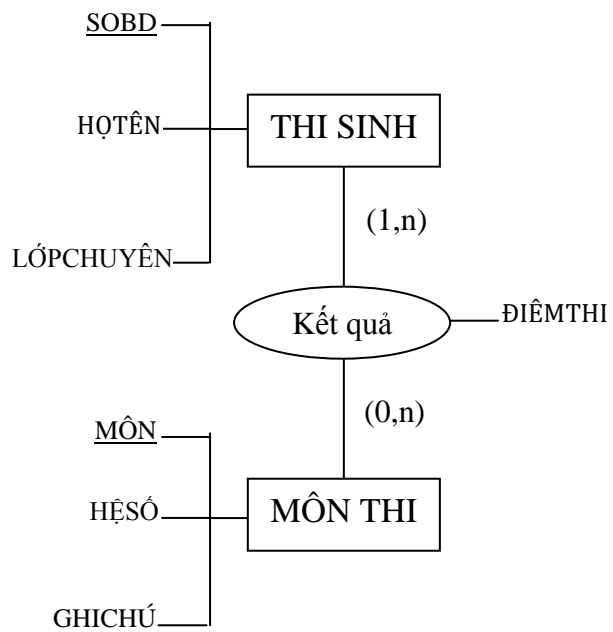 SOBD
HỌTÊN
THI SINH
LỚPCHUYÊN
(1,n)
Kết quả
ĐIÊMTHI
(0,n)
MÔN
HỆSỐ
MÔN THI
GHICHÚ